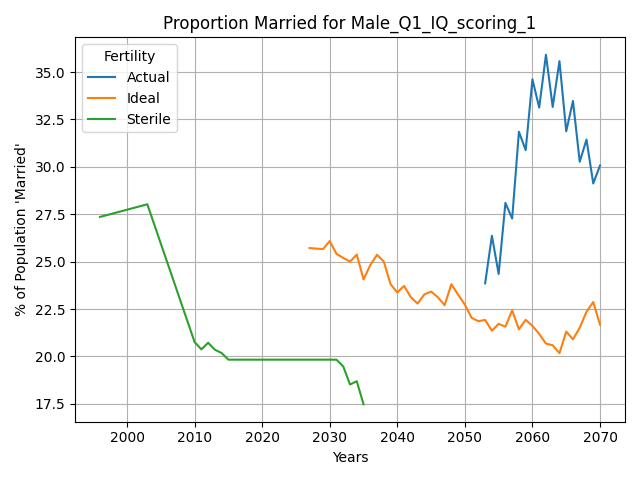 Proportion Married for Male_Q1_IQ_scoring_1
Fertility
Actual
Ideal
Sterile
% of Population 'Married'
35.0
32.5
30.0
27.5
25.0
22.5
20.0
17.5
2000 2010 2020 2030 2040 2050 2060 2070
Years